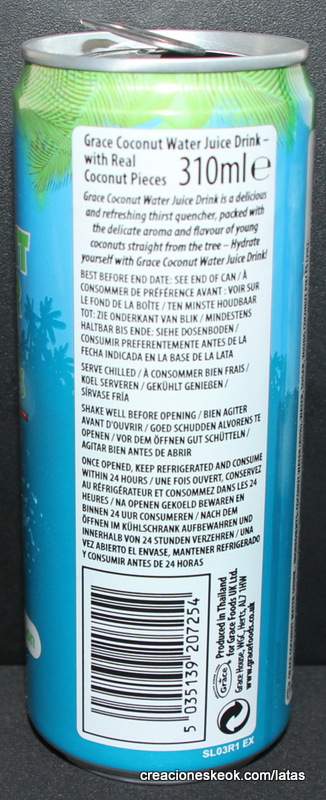 Grace Coconut Water Juice Drink –
with Real
Coconut Pieces 310ml ℮
Grace Coconut Water Juice Drink is a delicious
and refreshing thirst quencher, packed with
the delicate aroma and flavour of young
coconuts straight from the tree – Hydrate
yourself with Grace Coconut Water Juice Drink!
BEST BEFORE END DATE: SEE END OF CAN / À
CONSOMMER DE PRÉFÉRENCE AVANT : VOIR SUR
LE FOND DE LA BOÎTE / TEN MINSTE HOUDBAAR
TOT: ZIE ONDERKANT VAN BLIK / MINDESTENS
HALTBAR BIS ENDE: SIEHE DOSENBODEN /
CONSUMIR PREFERENTEMENTE ANTES DE LA
FECHA INDICADA EN LA BASE DE LA LATA
SERVE CHILLED / À CONSOMMER BIEN FRAIS /
KOEL SERVEREN / GEKÜHLT GENIEßEN /
SÍRVASE FRÍA
SHAKE WELL BEFORE OPENING / BIEN AGITER
AVANT D'OUVRIR / GOED SCHUDDEN ALVORENS TE
OPENEN / VOR DEM ÖFFNEN GUT SCHÜTTELN /
AGITAR BIEN ANTES DE ABRIR
ONCE OPENED, KEEP REFRIGERATED AND CONSUME
WITHIN 24 HOURS / UNE FOIS OUVERT, CONSERVEZ
AU RÉFRIGÉRATEUR ET CONSOMMEZ DANS LES 24
HEURES / NA OPENEN GEKOELD BEWAREN EN
BINNEN 24 UUR CONSUMEREN / NACH DEM
ÖFFNEN IM KÜHLSCHRANK AUFBEWAHREN UND
INNERHALB VON 24 STUNDEN VERZEHREN / UNA
VEZ ABIERTO EL ENVASE, MANTENER REFRIGERADO
Y CONSUMIR ANTES DE 24 HORAS
5 035139 207254
Grace
Produced in Thailand
for Grace Foods UK Ltd.
Grace House, WGC, Herts, AL7 1HW
www.gracefoods.co.uk
SL03R1 EX
creacioneskeok.com/latas